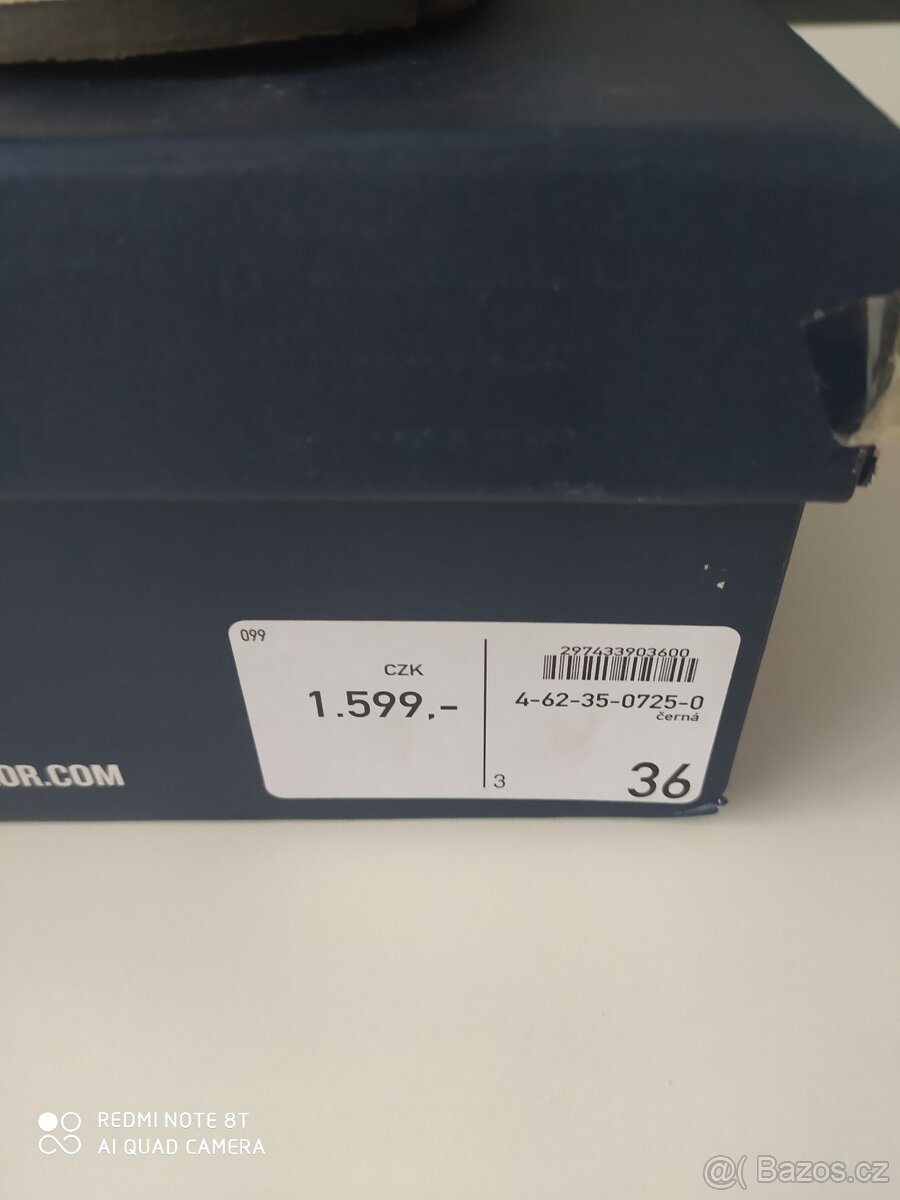 099
CZK
1.599,-
297433903600
4-62-35-0725-0
černá
3
36
OR.COM
REDMI NOTE 8T
AI QUAD CAMERA
@( Bazos.cz